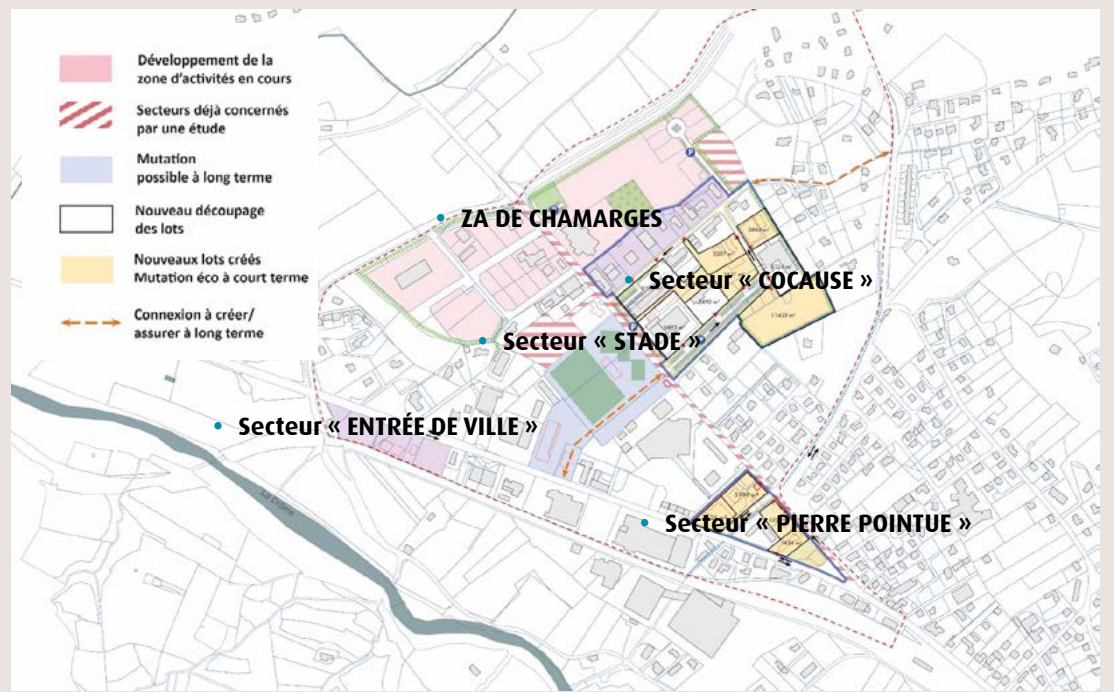 Développement de la
zone d'activités en cours
Secteurs déjà concernés
par une étude
Mutation
possible à long terme
Nouveau découpage
des lots
Nouveaux lots créés
Mutation éco à court terme
Connexion à créer/
assurer à long terme
P
ZA DE CHAMARGES
Secteur « COCAUSE »
11423 m²
P
Secteur « STADE »
Secteur « ENTRÉE DE VILLE »
La Drôme
Secteur « PIERRE POINTUE »